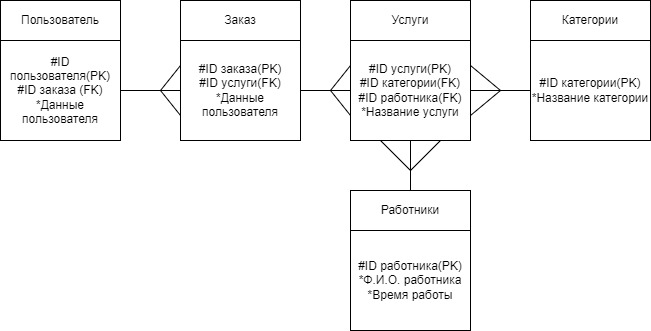 Пользователь
#ID
пользователя(PK)
#ID заказа (FK)
*Данные
пользователя
Заказ
#ID заказа(PK)
#ID услуги(FK)
*Данные
пользователя
Услуги
#ID услуги(PK)
#ID категории(FK)
#ID работника(FK)
*Название услуги
Категории
#ID категории(PK)
*Название категории
Работники
#ID работника(PK)
*Ф.И.О. работника
*Время работы